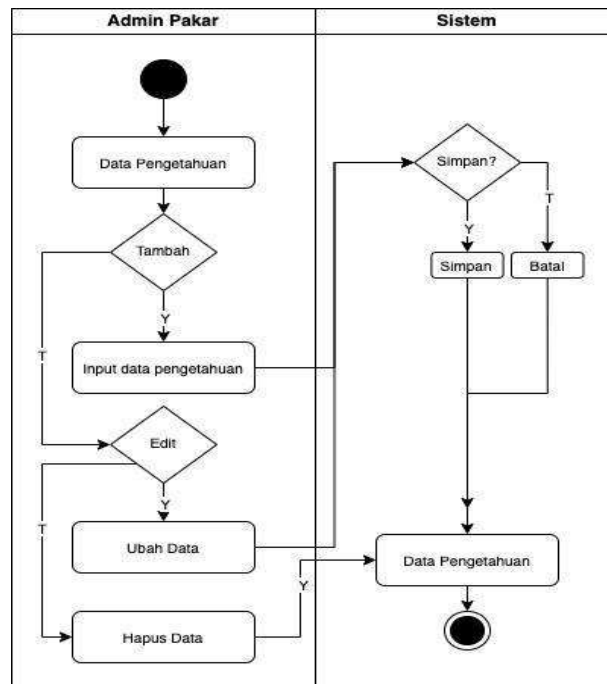 Admin Pakar
Sistem
Data Pengetahuan
Simpan?
Tambah
T
Y
Simpan
Batal
Y
Input data pengetahuan
T
Edit
Y
T
Ubah Data
Data Pengetahuan
Y
Hapus Data